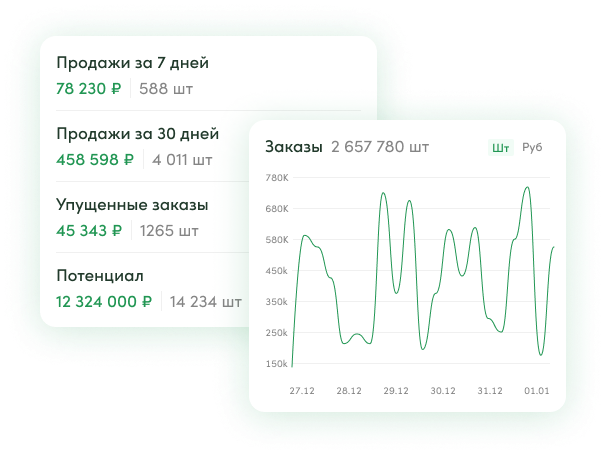 Продажи за 7 дней
78 230 ₽ 588 шт
Продажи за 30 дней
458 598 ₽ 4 011 шт
Упущенные заказы
45 343 ₽ 1265 шт
Потенциал
12 324 000 ₽ 14 234 шт
Заказы 2 657 780 шт Шт Руб
780K
680K
580K
450k
350k
250k
150k
27.12 28.12 29.12 30.12 31.12 01.01